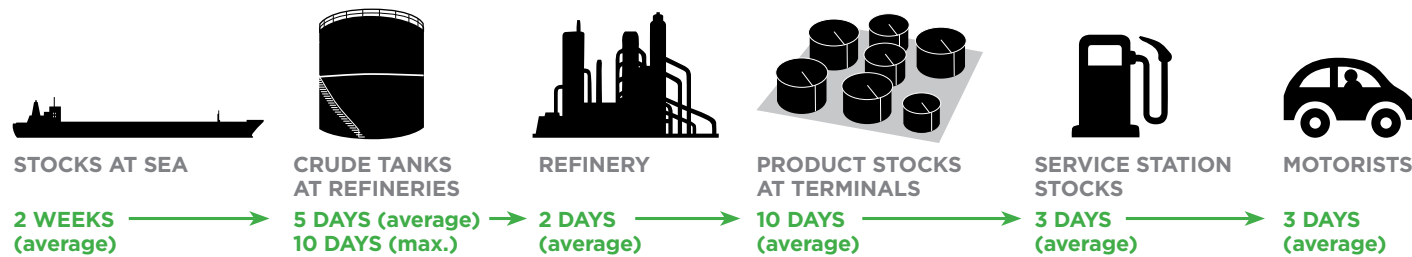 STOCKS AT SEA
2 WEEKS
(average)
CRUDE TANKS
AT REFINERIES
5 DAYS (average)
10 DAYS (max.)
REFINERY
2 DAYS
(average)
PRODUCT STOCKS
AT TERMINALS
10 DAYS
(average)
SERVICE STATION
STOCKS
3 DAYS
(average)
MOTORISTS
3 DAYS
(average)